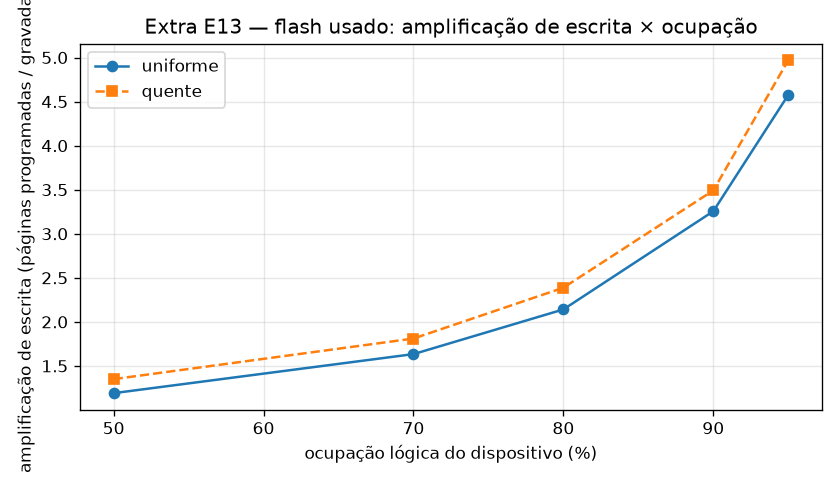 Extra E13 — flash usado: amplificação de escrita × ocupação
amplificação de escrita (páginas programadas / gravada
5.0
4.5
4.0
3.5
3.0
2.5
2.0
1.5
uniforme
quente
50
60
70
80
90
ocupação lógica do dispositivo (%)